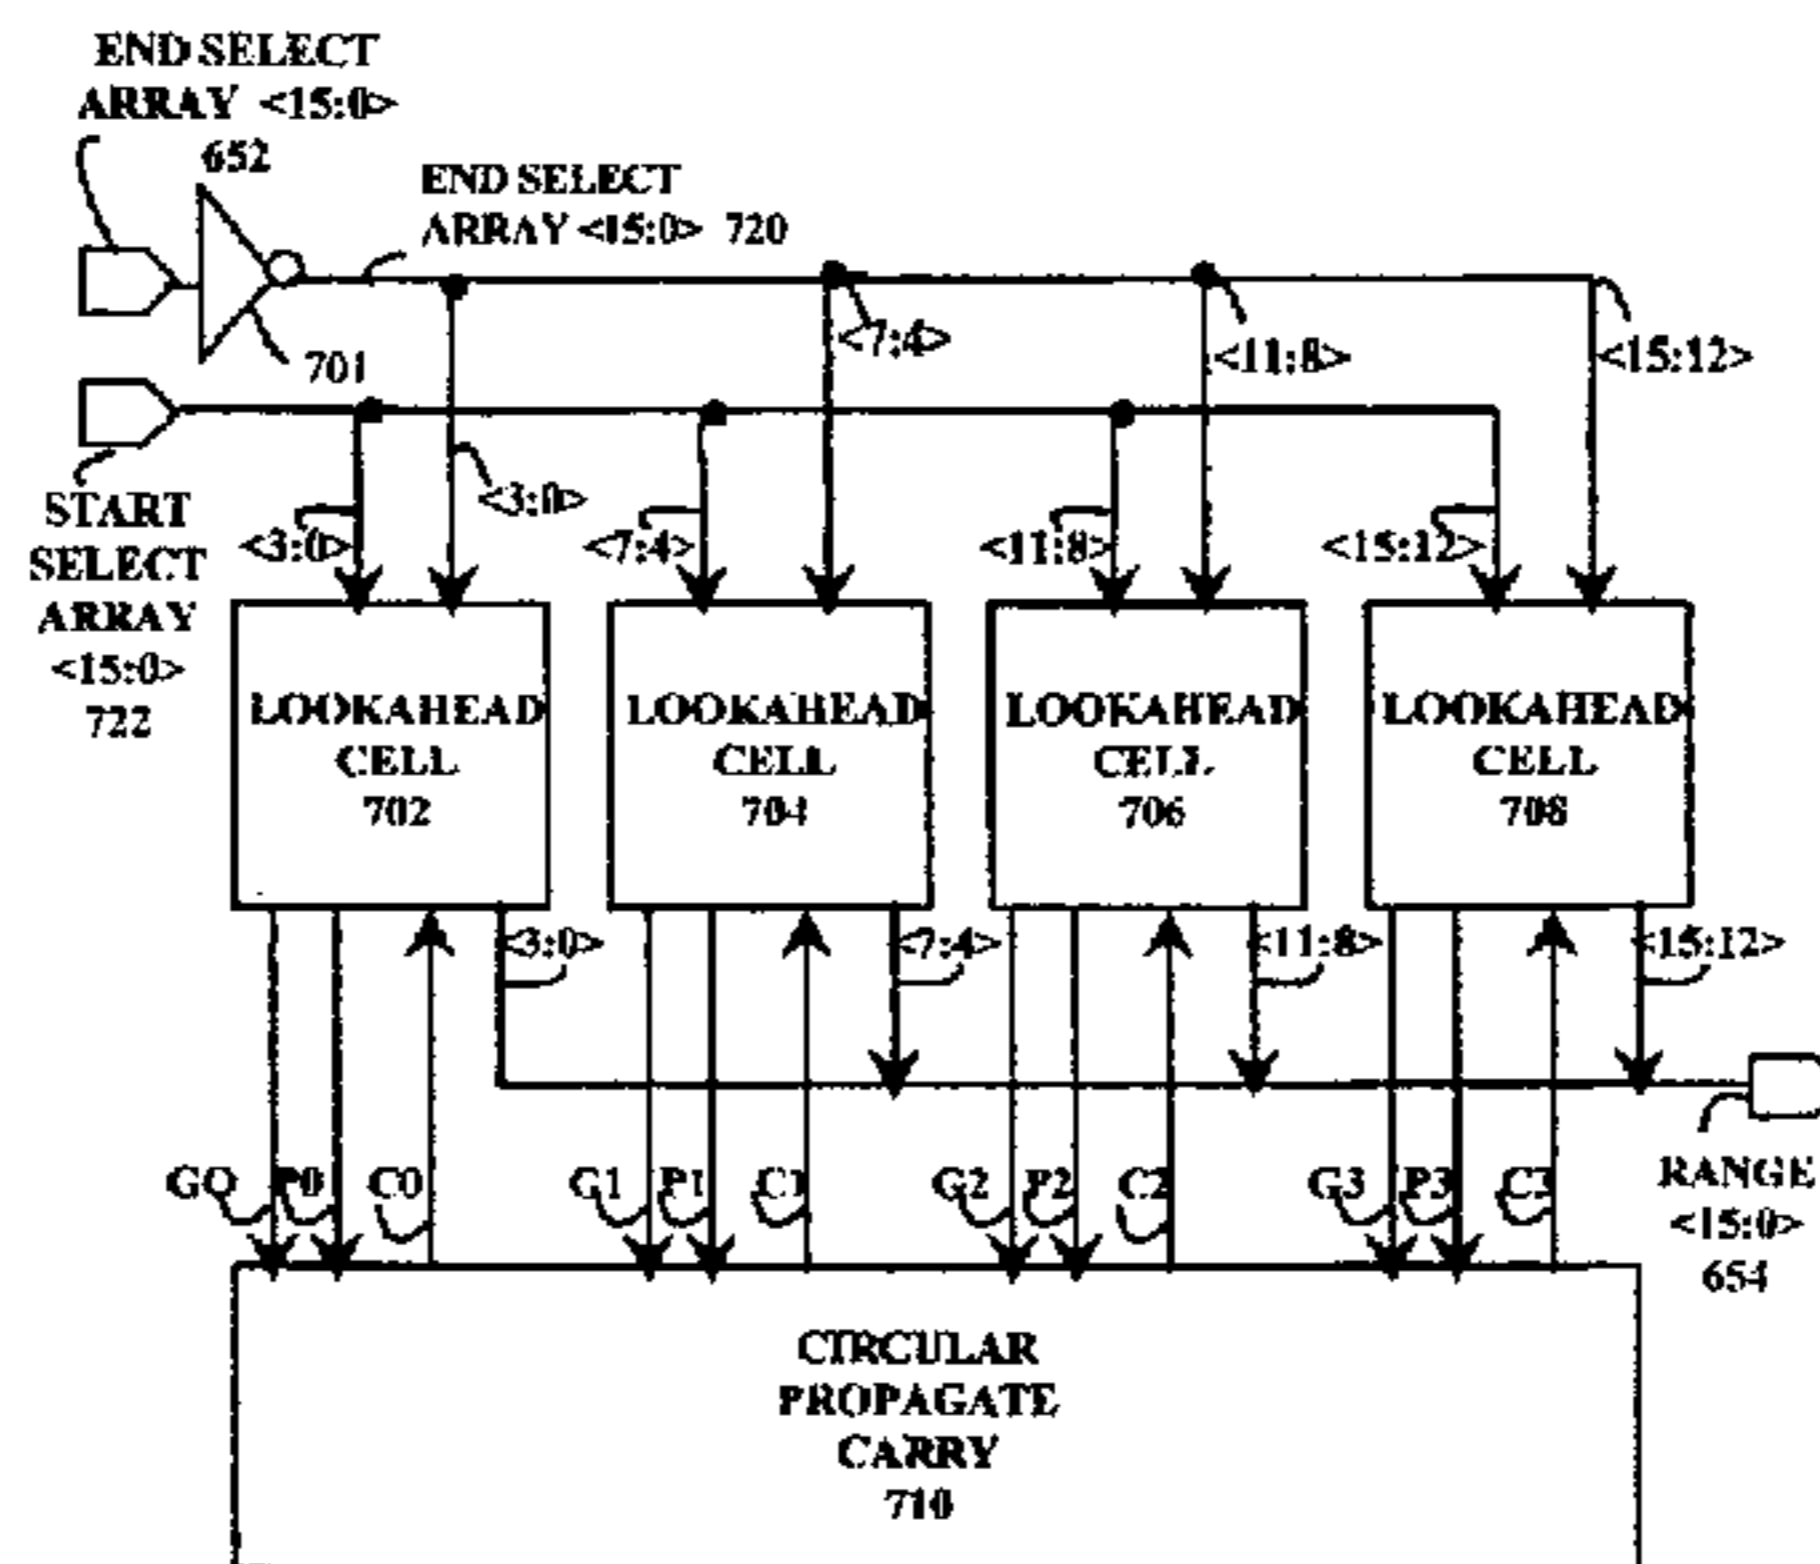 END SELECT
ARRAY <15:0>
652
END SELECT
ARRAY <15:0> 720
701
<7:4>
<11:8>
<15:12>
<3:0>
<3:0>
<7:4>
<11:8>
<15:12>
START
SELECT
ARRAY
<15:0>
722
LOOKAHEAD
CELL
702
LOOKAHEAD
CELL
704
LOOKAHEAD
CELL
706
LOOKAHEAD
CELL
708
<3:0>
<7:4>
<11:8>
<15:12>
G0 P0 C0
G1 P1 C1
G2 P2 C2
G3 P3 C3
RANGE
<15:0>
654
CIRCULAR
PROPAGATE
CARRY
710